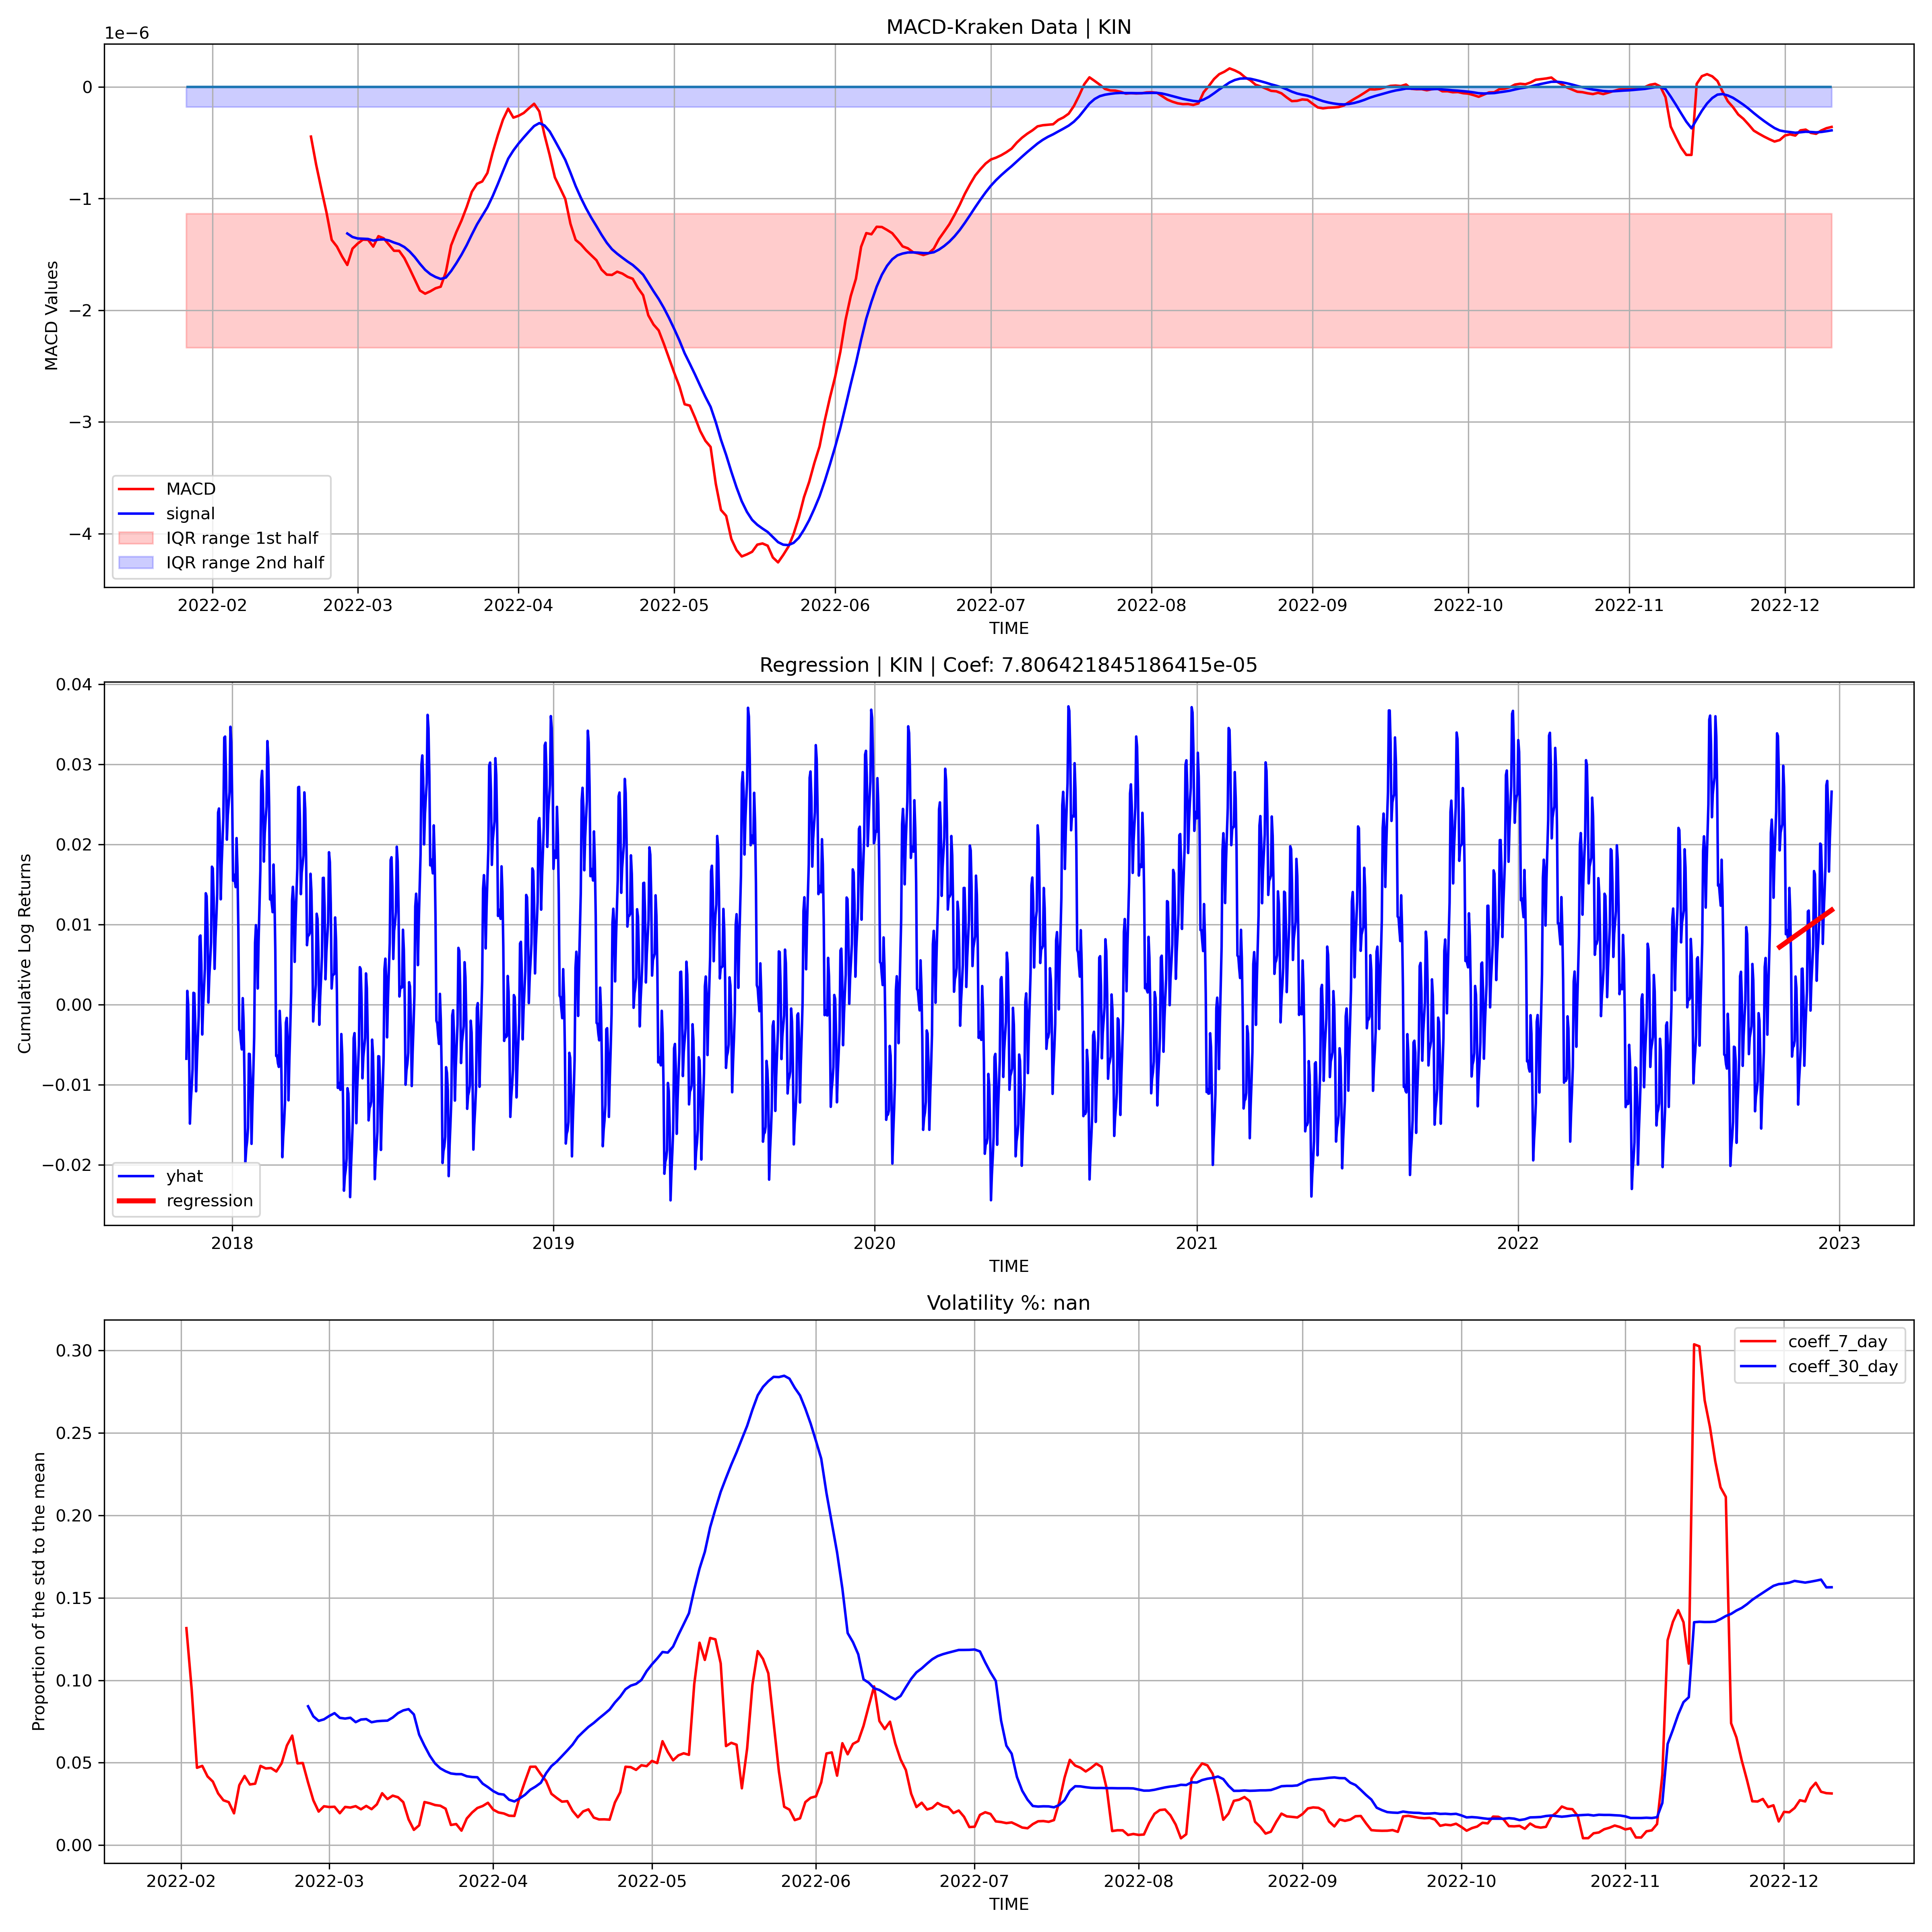 MACD-Kraken Data | KIN
1e−6
0
−1
−2
−3
−4
MACD Values
MACD
signal
IQR range 1st half
IQR range 2nd half
2022-02 2022-03 2022-04 2022-05 2022-06 2022-07 2022-08 2022-09 2022-10 2022-11 2022-12
TIME
Regression | KIN | Coef: 7.806421845186415e-05
0.04
0.03
0.02
0.01
0.00
−0.01
−0.02
Cumulative Log Returns
yhat
regression
2018 2019 2020 2021 2022 2023
TIME
Volatility %: nan
0.30
0.25
0.20
0.15
0.10
0.05
0.00
Proportion of the std to the mean
coeff_7_day
coeff_30_day
2022-02 2022-03 2022-04 2022-05 2022-06 2022-07 2022-08 2022-09 2022-10 2022-11 2022-12
TIME